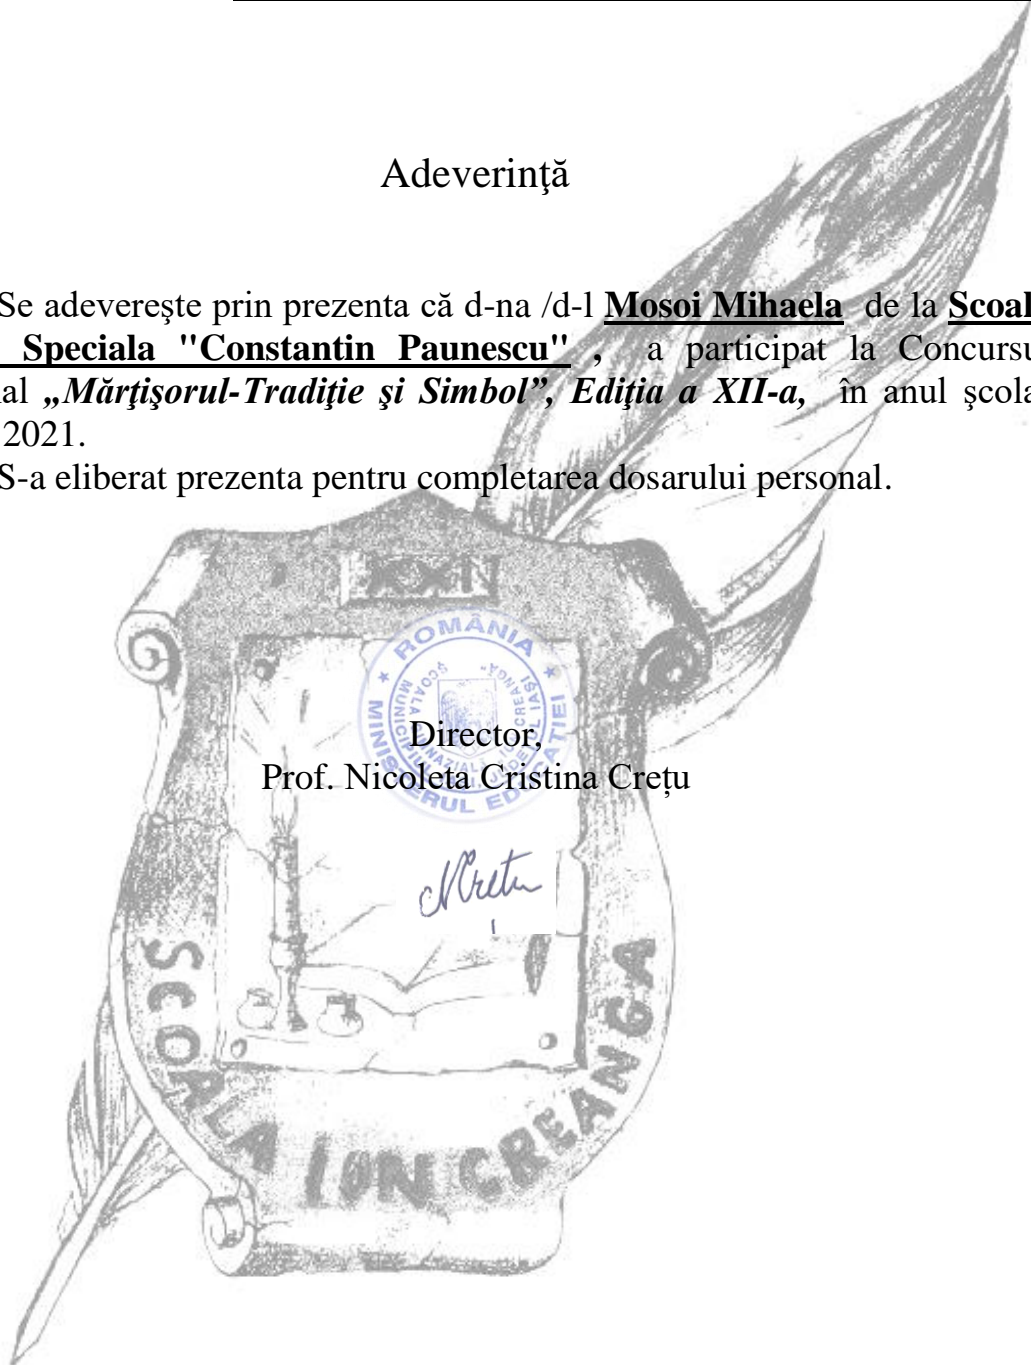 Adeverinţă
Se adevereşte prin prezenta că d-na /d-l Mosoi Mihaela de la Scoal
Speciala "Constantin Paunescu" , a participat la Concursu
al „Mărţişorul-Tradiţie şi Simbol”, Ediţia a XII-a, în anul şcola
2021.
S-a eliberat prezenta pentru completarea dosarului personal.
ROMÂNIA
MINISTERUL EDUCAŢIEI
Director,
Prof. Nicoleta Cristina Crețu
NCretu
SCOALA ION CREANGA